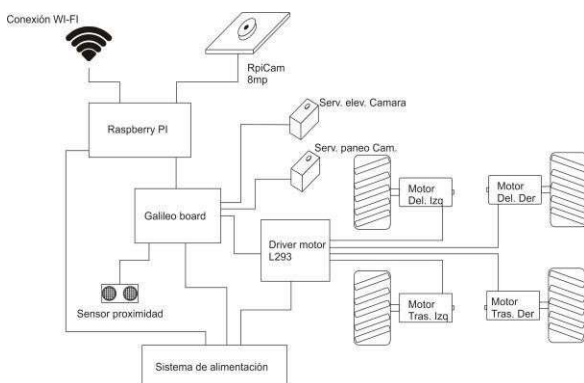 Conexión WI-FI
RpiCam
8mp
Serv. elev. Camara
Raspberry PI
Serv. paneo Cam.
Motor
Del. Izq
Motor
Del. Der
Galileo board
Driver motor
L293
Motor
Tras. Izq
Motor
Tras. Der
Sensor proximidad
Sistema de alimentación